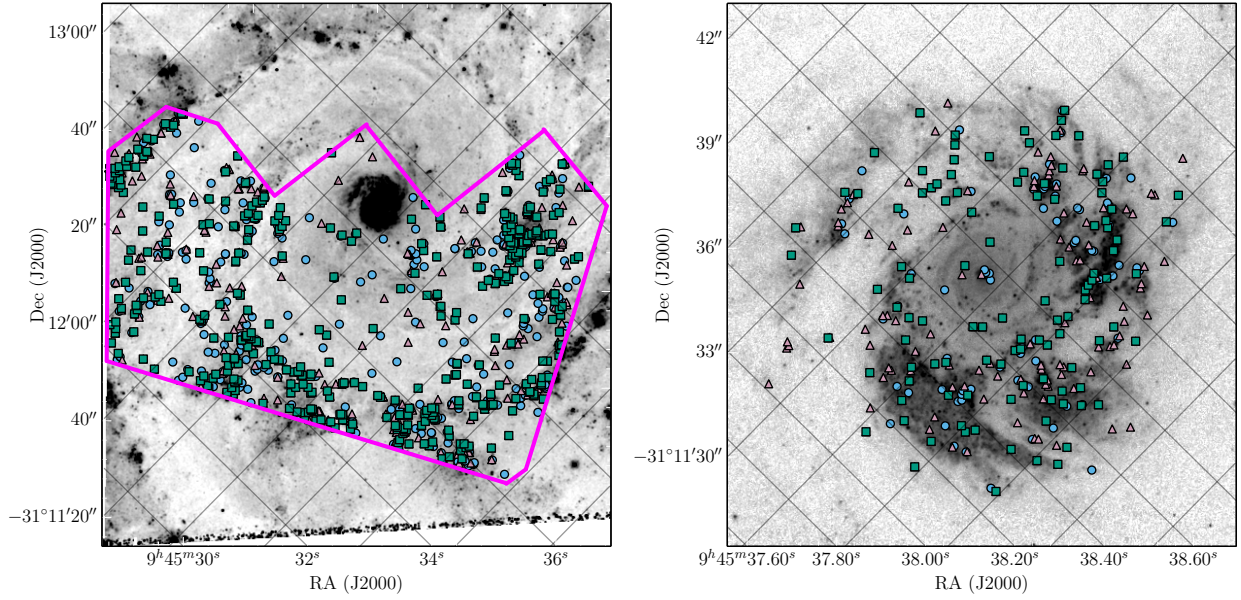 13′00″
40″
20″
12′00″
40″
−31°11′20″
Dec (J2000)
9ʰ45ᵐ30ˢ
32ˢ
34ˢ
36ˢ
RA (J2000)
42″
39″
36″
33″
−31°11′30″
Dec (J2000)
9ʰ45ᵐ37.60ˢ
37.80ˢ
38.00ˢ
38.20ˢ
38.40ˢ
38.60ˢ
RA (J2000)